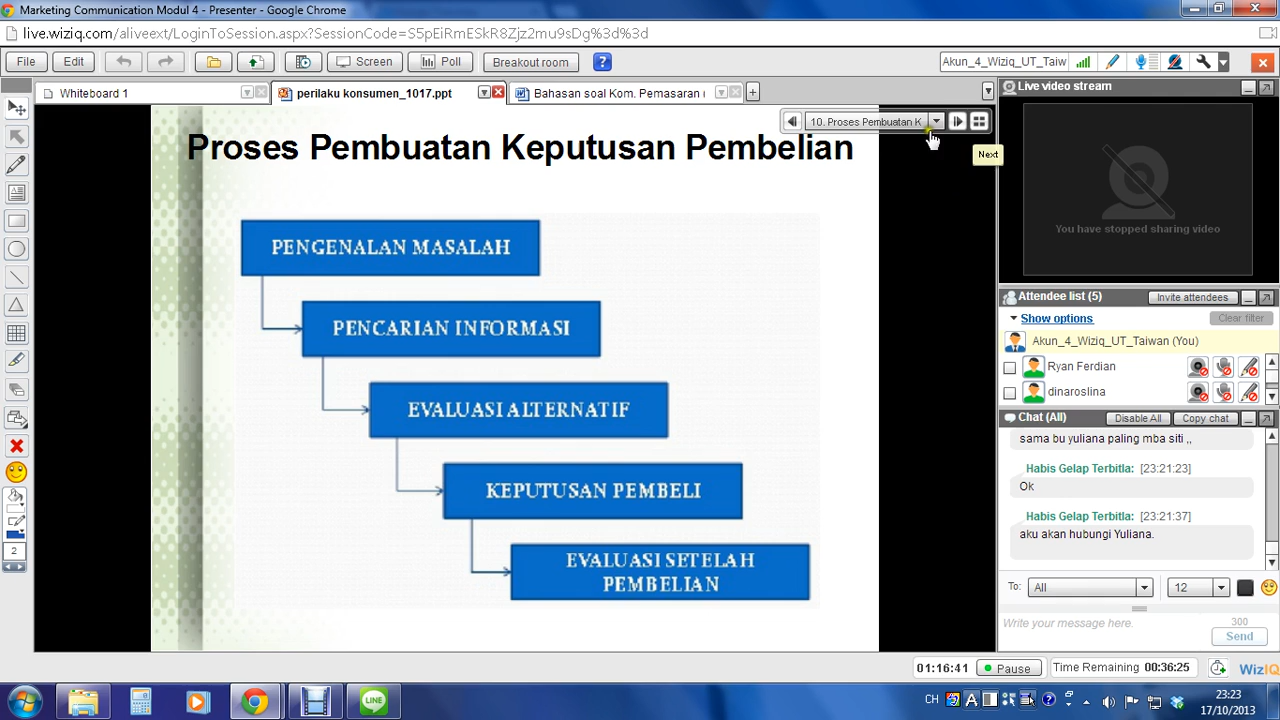 Marketing Communication Modul 4 - Presenter - Google Chrome
live.wiziq.com/aliveext/LoginToSession.aspx?SessionCode=S5pEiRmESkR8Zjz2mu9SDg%3d%3d
File
Edit
Screen
Poll
Breakout room
?
Akun_4_Wiziq_UT_Taiw
Whiteboard 1
perilaku konsumen_1017.ppt
Bahasan soal Kom. Pemasaran (
10. Proses Pembuatan K
Next
Proses Pembuatan Keputusan Pembelian
PENGENALAN MASALAH
PENCARIAN INFORMASI
EVALUASI ALTERNATIF
KEPUTUSAN PEMBELI
EVALUASI SETELAH
PEMBELIAN
2
Live video stream
You have stopped sharing video
Attendee list (5)
Invite attendees
Show options
Clear filter
Akun_4_Wiziq_UT_Taiwan (You)
Ryan Ferdian
dinaroslina
Chat (All)
Disable All
Copy chat
sama bu yuliana paling mba siti ,,
Habis Gelap Terbitla: [23:21:23]
Ok
Habis Gelap Terbitla: [23:21:37]
aku akan hubungi Yuliana.
To:
All
12
Write your message here.
300
Send
01:16:41
Pause
Time Remaining 00:36:25
WizIQ
CH
A
23:23
17/10/2013
LINE